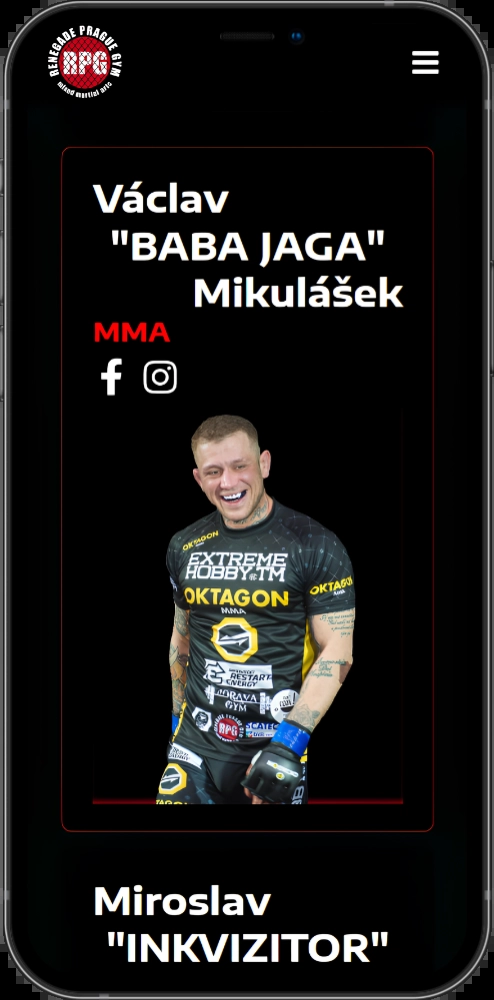 RENEGADE PRAGUE GYM
RPG
mixed martial arts
Václav
"BABA JAGA"
Mikulášek
MMA
OKTAGON
EXTREME
HOBBY.TM
OKTAGON
OKTAGON
MMA
RESTART
ENERGY
MORAVA
GYM
RPG
Miroslav
"INKVIZITOR"